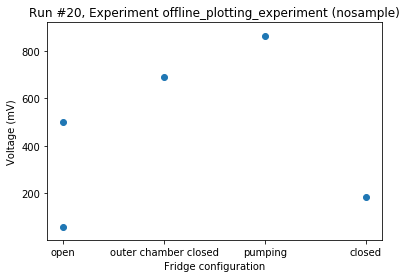 Run #20, Experiment offline_plotting_experiment (nosample)
800
600
400
200
Voltage (mV)
open outer chamber closed pumping closed
Fridge configuration